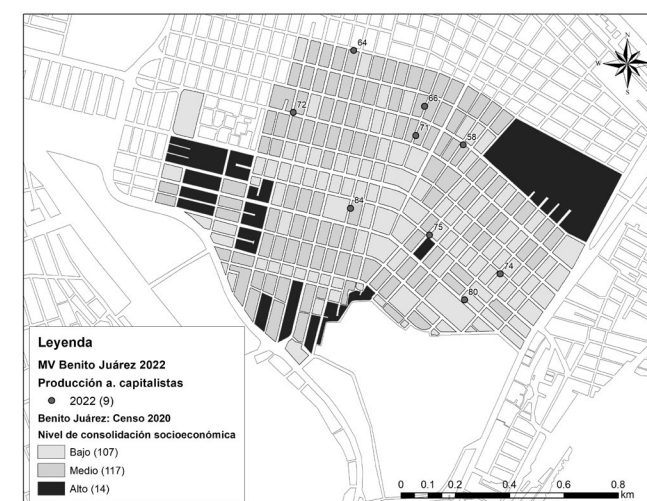 64
N
W
E
S
66
72
71
58
84
75
74
80
Leyenda
MV Benito Juárez 2022
Producción a. capitalistas
2022 (9)
Benito Juárez: Censo 2020
Nivel de consolidación socioeconómica
Bajo (107)
Medio (117)
Alto (14)
0 0.1 0.2 0.4 0.6 0.8
km